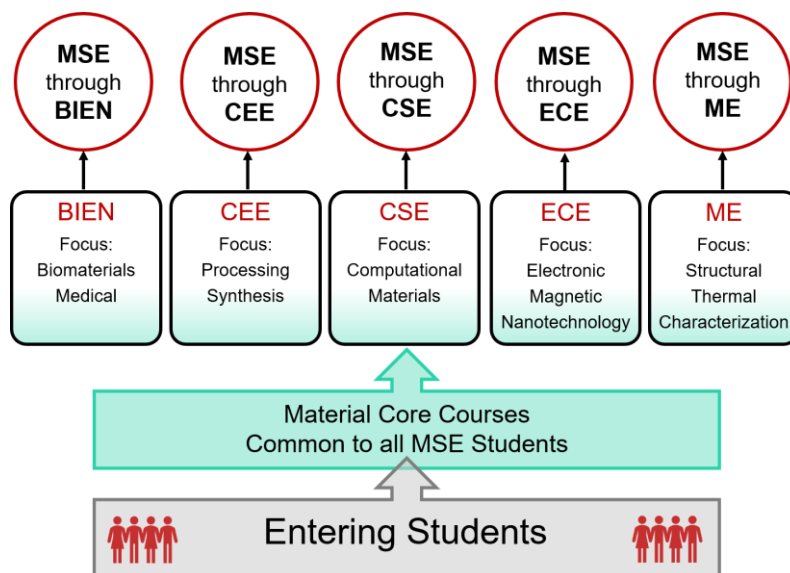 MSE
through
BIEN
MSE
through
CEE
MSE
through
CSE
MSE
through
ECE
MSE
through
ME
BIEN
Focus:
Biomaterials
Medical
CEE
Focus:
Processing
Synthesis
CSE
Focus:
Computational
Materials
ECE
Focus:
Electronic
Magnetic
Nanotechnology
ME
Focus:
Structural
Thermal
Characterization
Material Core Courses
Common to all MSE Students
Entering Students